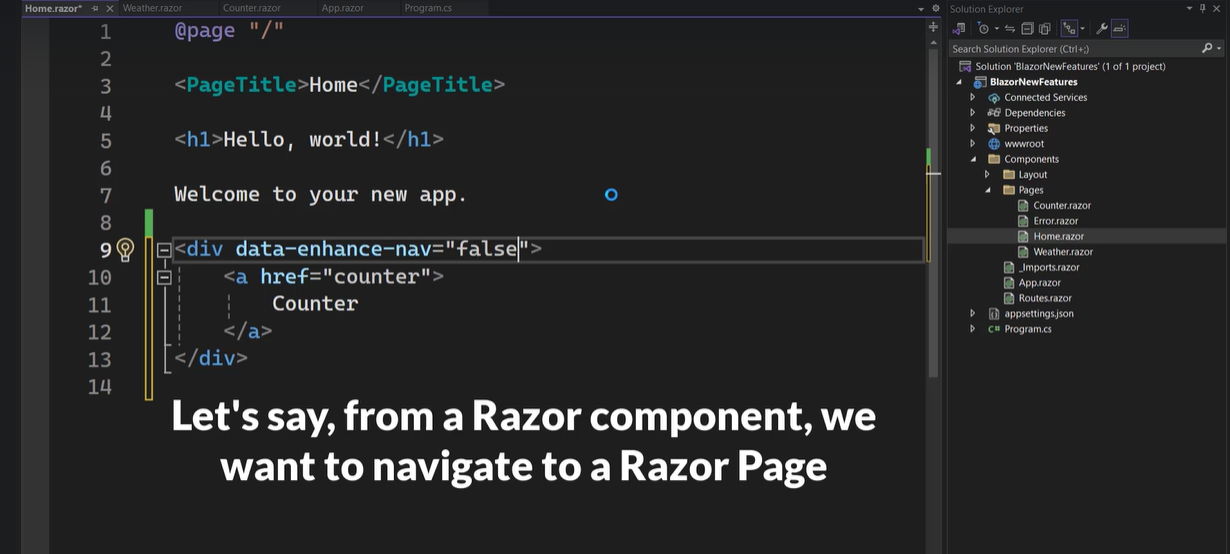 Home.razor*
Weather.razor
Counter.razor
App.razor
Program.cs
1 @page "/"
2
3 <PageTitle>Home</PageTitle>
4
5 <h1>Hello, world!</h1>
6
7 Welcome to your new app.
8
9 <div data-enhance-nav="false">
10 <a href="counter">
11 Counter
12 </a>
13 </div>
14
Let's say, from a Razor component, we
want to navigate to a Razor Page
Solution Explorer
Search Solution Explorer (Ctrl+;)
Solution 'BlazorNewFeatures' (1 of 1 project)
BlazorNewFeatures
Connected Services
Dependencies
Properties
wwwroot
Components
Layout
Pages
Counter.razor
Error.razor
Home.razor
Weather.razor
_Imports.razor
App.razor
Routes.razor
appsettings.json
C# Program.cs